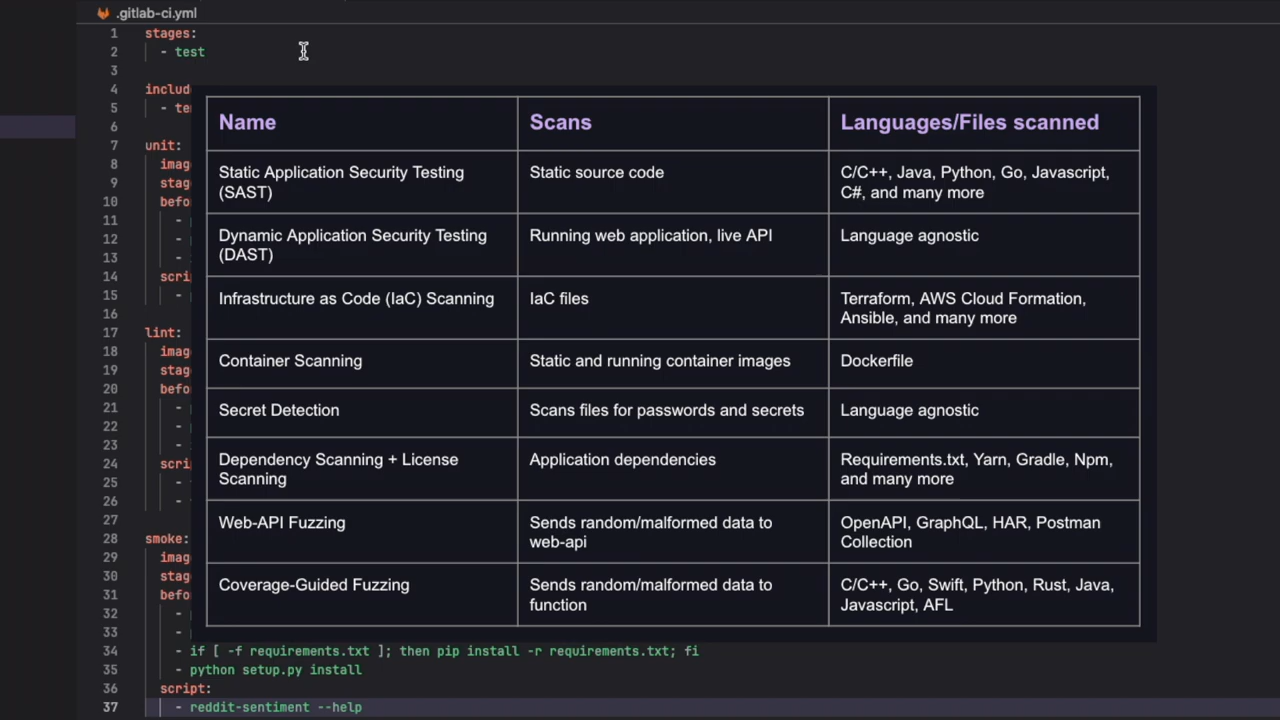 .gitlab-ci.yml
1 stages:
2 - test
3
4 includ
5 - te
6
7 unit:
8 imag
9 stag
10 befo
11 -
12 -
13 -
14 scri
15 -
16
17 lint:
18 imag
19 stag
20 befo
21 -
22 -
23 -
24 scri
25 -
26 -
27
28 smoke:
29 imag
30 stag
31 befo
32 -
33 -
34 - if [ -f requirements.txt ]; then pip install -r requirements.txt; fi
35 - python setup.py install
36 script:
37 - reddit-sentiment --help
Name Scans Languages/Files scanned
Static Application Security Testing Static source code C/C++, Java, Python, Go, Javascript,
(SAST) C#, and many more
Dynamic Application Security Testing Running web application, live API Language agnostic
(DAST)
Infrastructure as Code (IaC) Scanning IaC files Terraform, AWS Cloud Formation,
Ansible, and many more
Container Scanning Static and running container images Dockerfile
Secret Detection Scans files for passwords and secrets Language agnostic
Dependency Scanning + License Application dependencies Requirements.txt, Yarn, Gradle, Npm,
Scanning and many more
Web-API Fuzzing Sends random/malformed data to OpenAPI, GraphQL, HAR, Postman
web-api Collection
Coverage-Guided Fuzzing Sends random/malformed data to C/C++, Go, Swift, Python, Rust, Java,
function Javascript, AFL